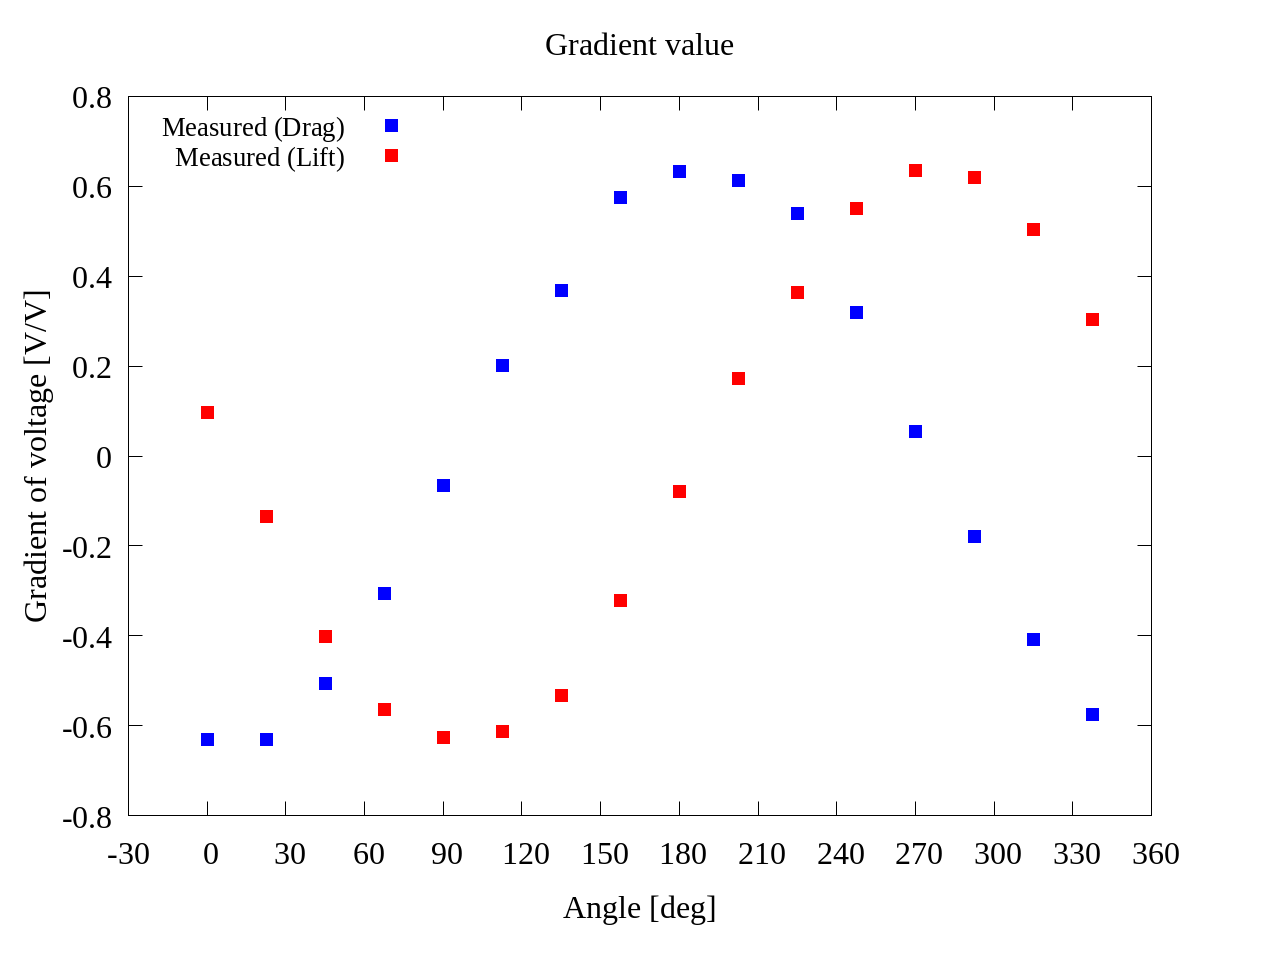 Gradient value
0.8
0.6
0.4
0.2
0
-0.2
-0.4
-0.6
-0.8
Gradient of voltage [V/V]
Measured (Drag)
Measured (Lift)
-30 0 30 60 90 120 150 180 210 240 270 300 330 360
Angle [deg]